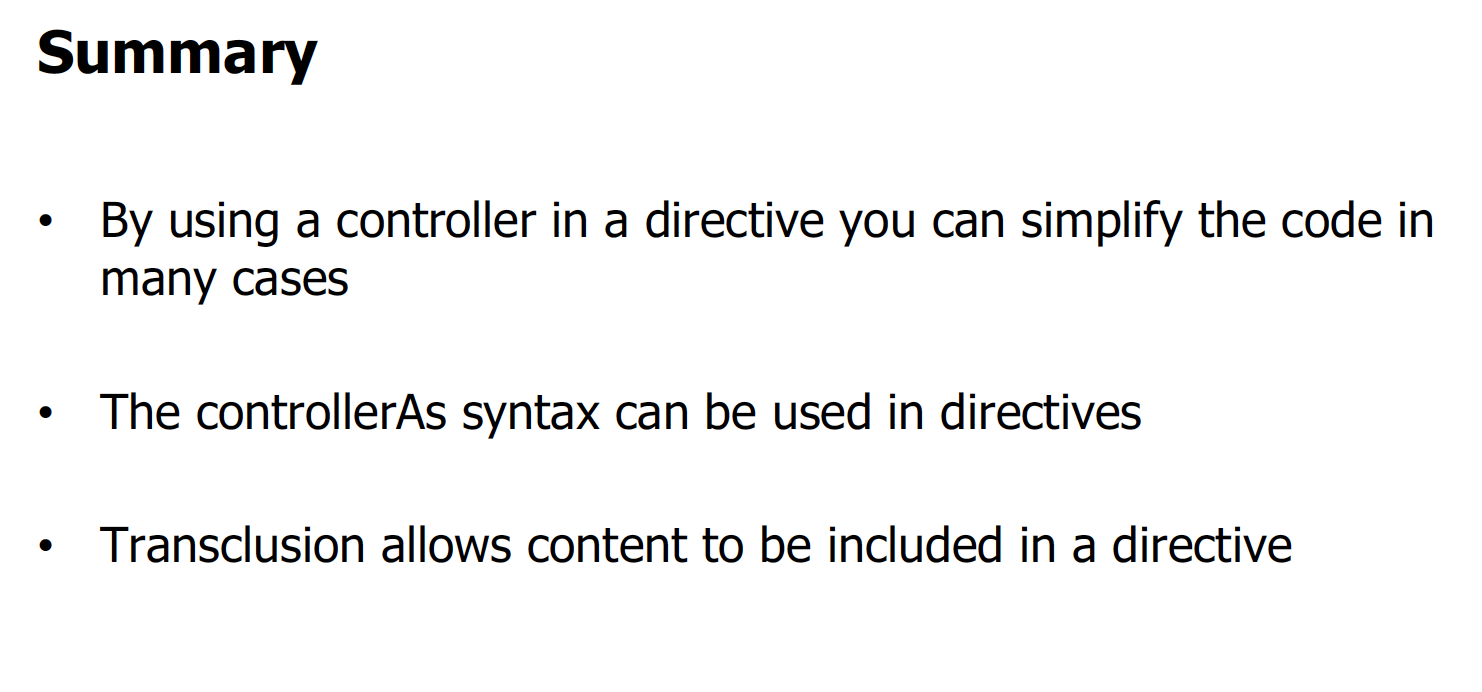 Summary
• By using a controller in a directive you can simplify the code in
many cases
• The controllerAs syntax can be used in directives
• Transclusion allows content to be included in a directive